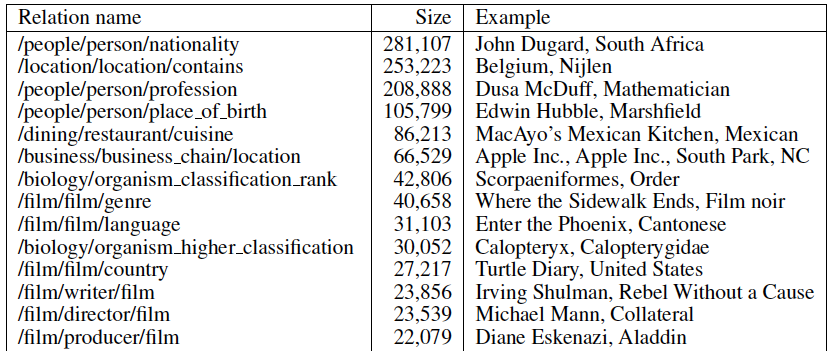 Relation name Size Example
/people/person/nationality 281,107 John Dugard, South Africa
/location/location/contains 253,223 Belgium, Nijlen
/people/person/profession 208,888 Dusa McDuff, Mathematician
/people/person/place_of_birth 105,799 Edwin Hubble, Marshfield
/dining/restaurant/cuisine 86,213 MacAyo's Mexican Kitchen, Mexican
/business/business_chain/location 66,529 Apple Inc., Apple Inc., South Park, NC
/biology/organism_classification_rank 42,806 Scorpaeniformes, Order
/film/film/genre 40,658 Where the Sidewalk Ends, Film noir
/film/film/language 31,103 Enter the Phoenix, Cantonese
/biology/organism_higher_classification 30,052 Calopteryx, Calopterygidae
/film/film/country 27,217 Turtle Diary, United States
/film/writer/film 23,856 Irving Shulman, Rebel Without a Cause
/film/director/film 23,539 Michael Mann, Collateral
/film/producer/film 22,079 Diane Eskenazi, Aladdin